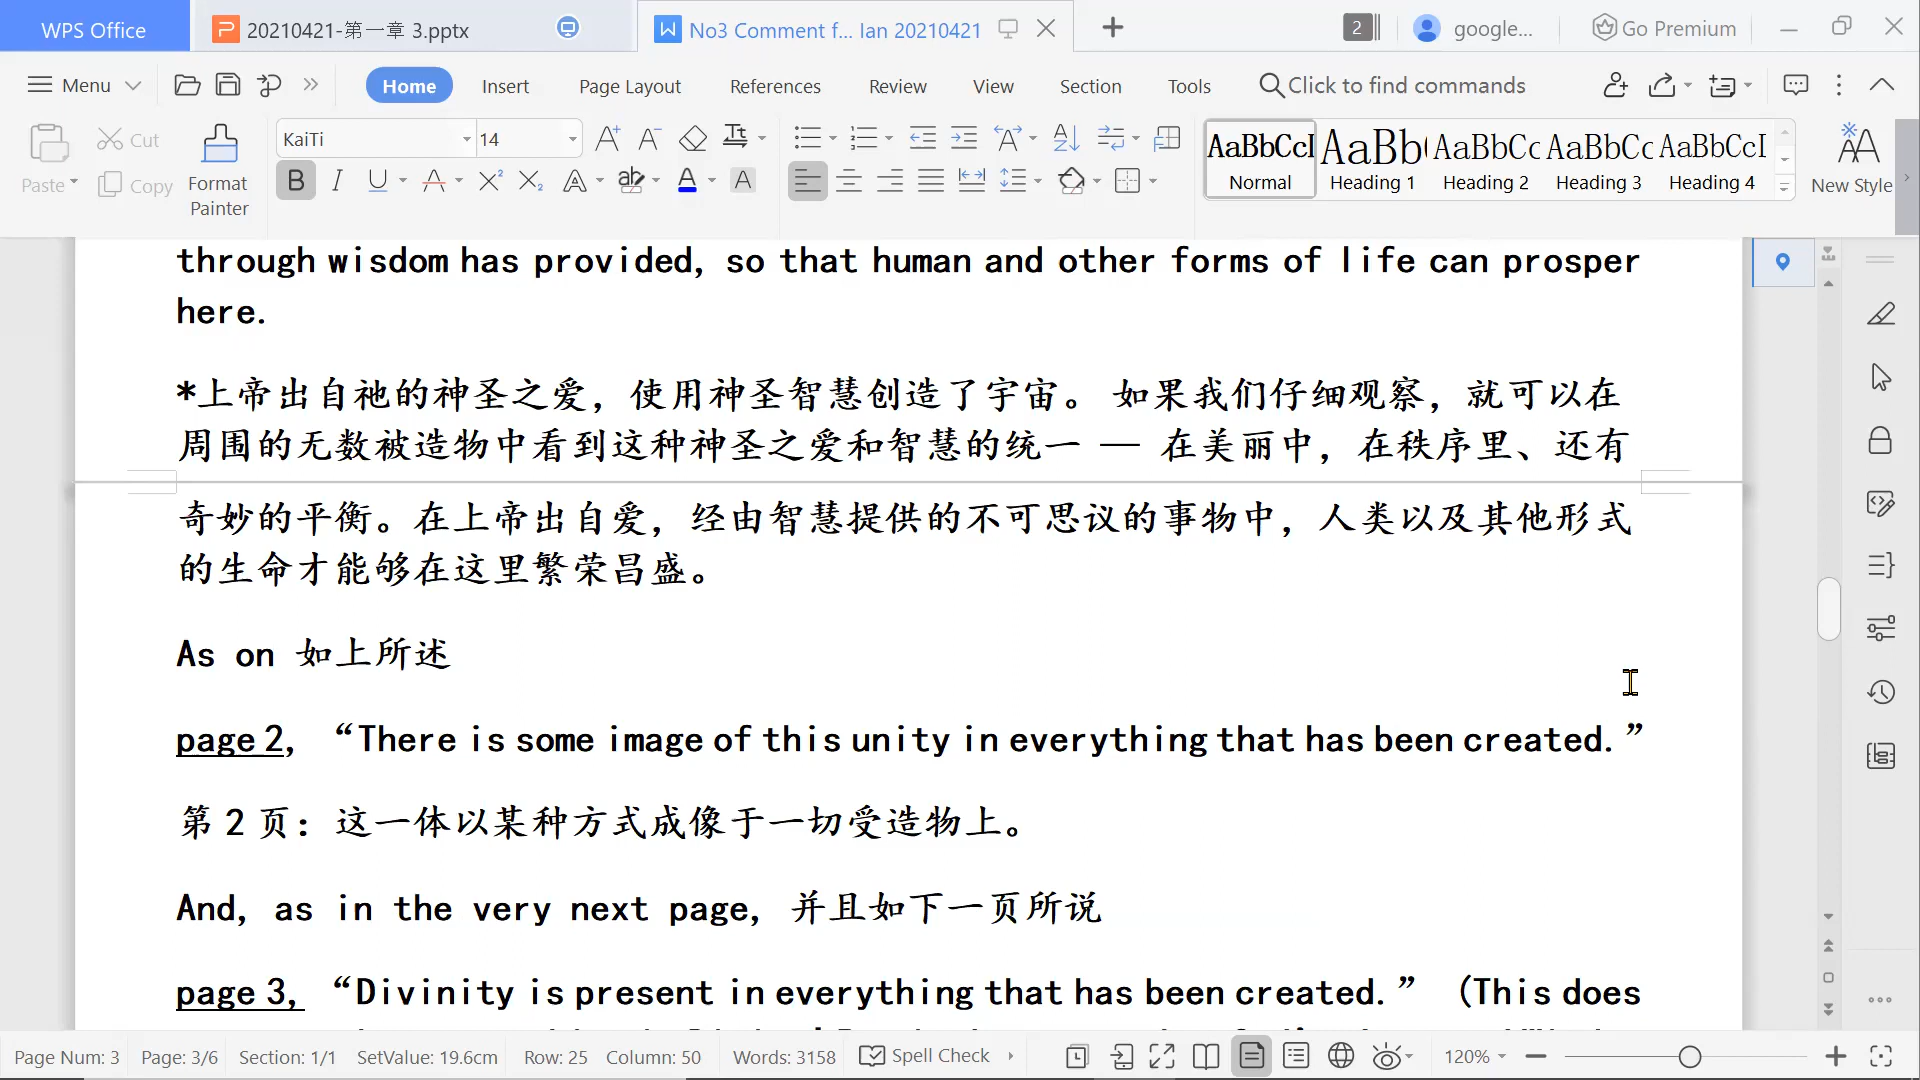 WPS Office
20210421-第一章 3.pptx
No3 Comment f... Ian 20210421
2
google...
Go Premium
Menu
Home
Insert
Page Layout
References
Review
View
Section
Tools
Click to find commands
Paste
Cut
Copy
Format
Painter
KaiTi
14
AaBbCcI
Normal
AaBb(
Heading 1
AaBbCc
Heading 2
AaBbCc
Heading 3
AaBbCcI
Heading 4
New Style
through wisdom has provided, so that human and other forms of life can prosper
here.
*上帝出自祂的神圣之爱，使用神圣智慧创造了宇宙。 如果我们仔细观察，就可以在
周围的无数被造物中看到这种神圣之爱和智慧的统一 — 在美丽中，在秩序里、还有
奇妙的平衡。在上帝出自爱，经由智慧提供的不可思议的事物中，人类以及其他形式
的生命才能够在这里繁荣昌盛。
As on 如上所述
page 2, “There is some image of this unity in everything that has been created.”
第 2 页：这一体以某种方式成像于一切受造物上。
And, as in the very next page, 并且如下一页所说
page 3, “Divinity is present in everything that has been created.” (This does
Page Num: 3
Page: 3/6
Section: 1/1
SetValue: 19.6cm
Row: 25
Column: 50
Words: 3158
Spell Check
120%